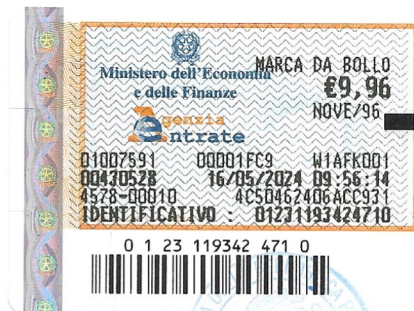 Ministero dell'Economia
e delle Finanze
MARCA DA BOLLO
€9,96
NOVE/96
Agenzia
Entrate
01007591 00001FC9 W1AFK001
00430528 16/05/2024 09:56:14
4578-00010 4C5D462406ACC931
IDENTIFICATIVO : 01231193424710
0 1 23 119342 471 0